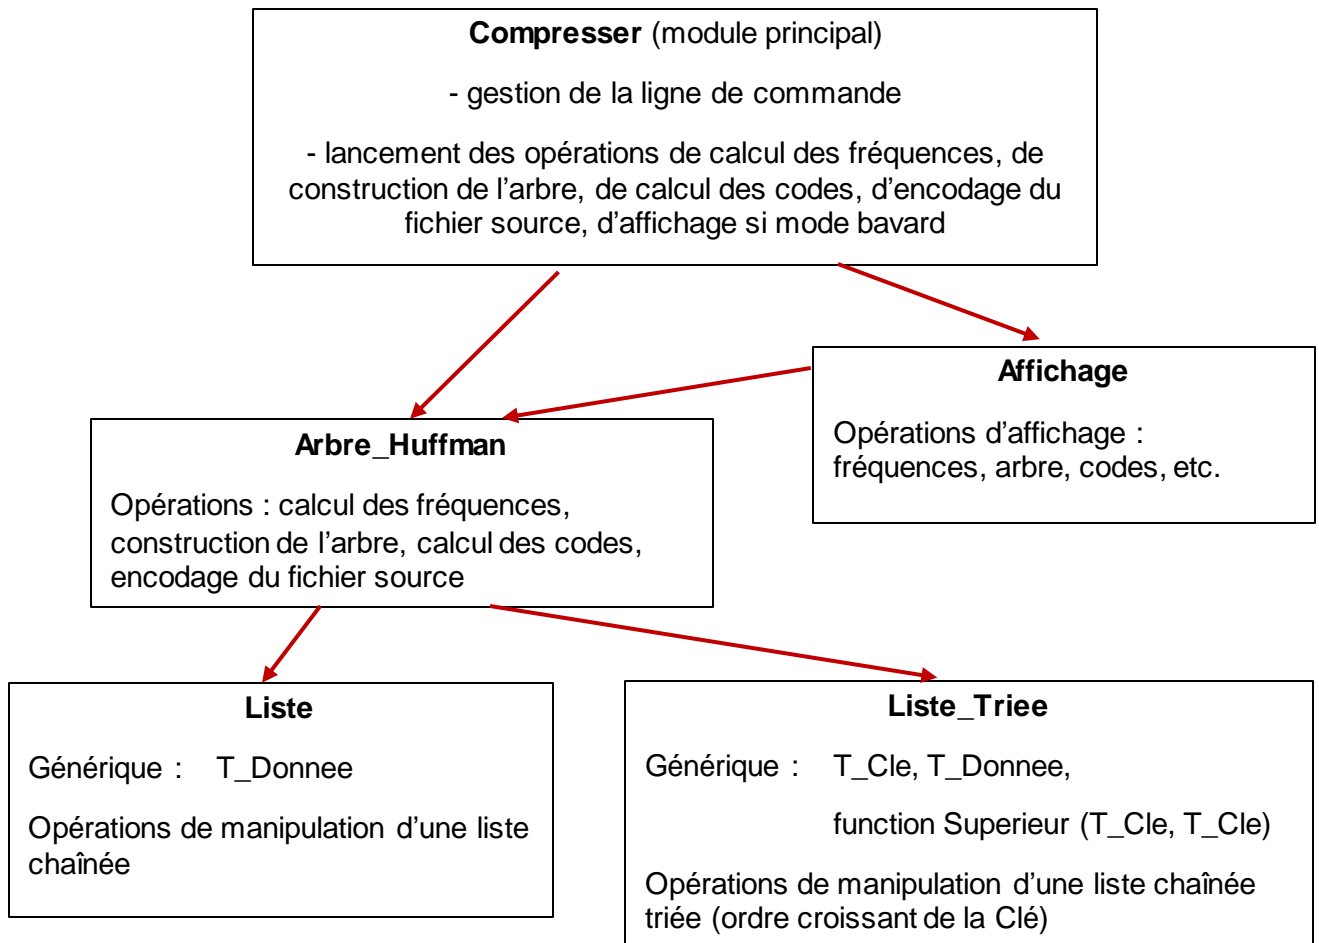 Compresser (module principal)
- gestion de la ligne de commande
- lancement des opérations de calcul des fréquences, de
construction de l'arbre, de calcul des codes, d'encodage du
fichier source, d'affichage si mode bavard
Affichage
Opérations d'affichage :
fréquences, arbre, codes, etc.
Arbre_Huffman
Opérations : calcul des fréquences,
construction de l'arbre, calcul des codes,
encodage du fichier source
Liste
Générique : T_Donnee
Opérations de manipulation d'une liste
chaînée
Liste_Triee
Générique : T_Cle, T_Donnee,
function Superieur (T_Cle, T_Cle)
Opérations de manipulation d'une liste chaînée
triée (ordre croissant de la Clé)